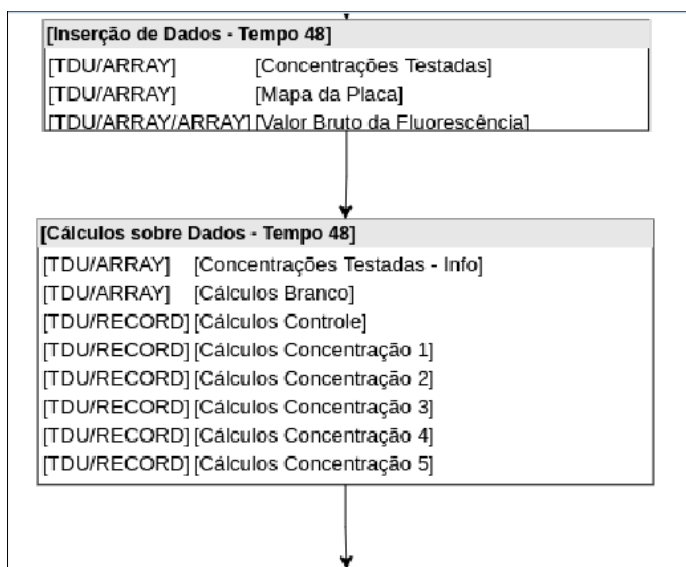 [Inserção de Dados - Tempo 48]
[TDU/ARRAY] [Concentrações Testadas]
[TDU/ARRAY] [Mapa da Placa]
[TDU/ARRAY/ARRAY] [Valor Bruto da Fluorescência]
[Cálculos sobre Dados - Tempo 48]
[TDU/ARRAY] [Concentrações Testadas - Info]
[TDU/ARRAY] [Cálculos Branco]
[TDU/RECORD] [Cálculos Controle]
[TDU/RECORD] [Cálculos Concentração 1]
[TDU/RECORD] [Cálculos Concentração 2]
[TDU/RECORD] [Cálculos Concentração 3]
[TDU/RECORD] [Cálculos Concentração 4]
[TDU/RECORD] [Cálculos Concentração 5]